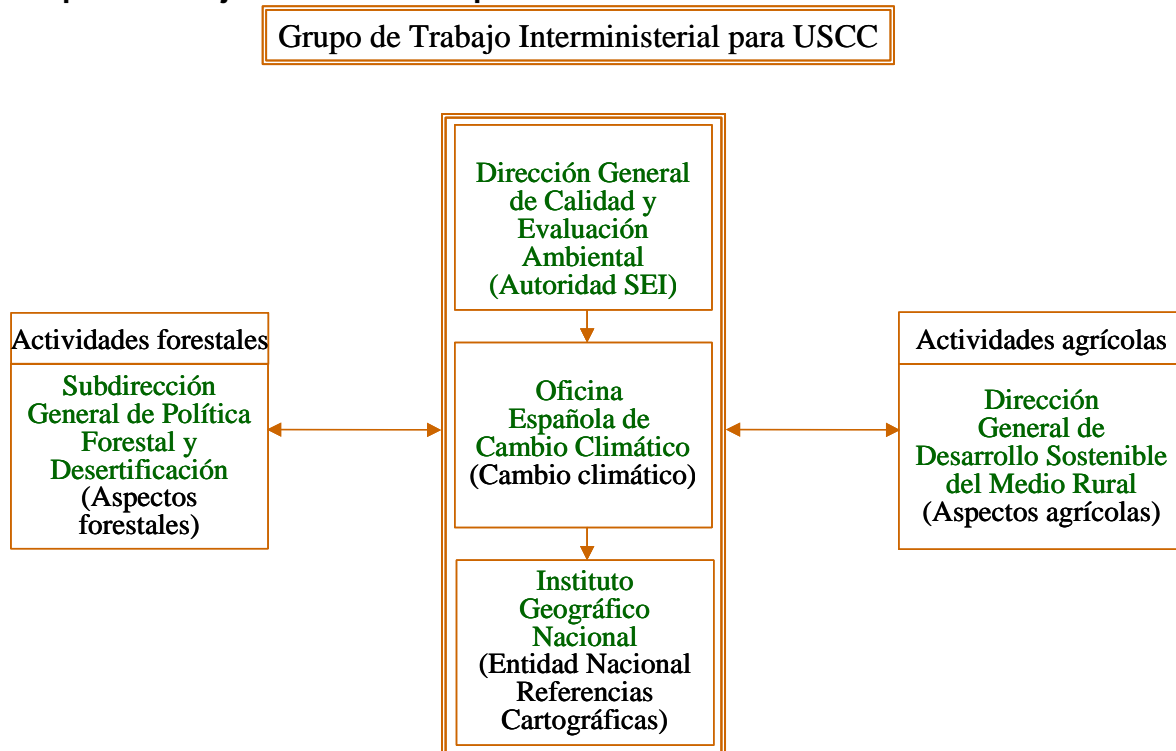 Grupo de Trabajo Interministerial para USCC
Dirección General
de Calidad y
Evaluación
Ambiental
(Autoridad SEI)
Actividades forestales
Subdirección
General de Política
Forestal y
Desertificación
(Aspectos
forestales)
Oficina
Española de
Cambio Climático
(Cambio climático)
Actividades agrícolas
Dirección
General de
Desarrollo Sostenible
del Medio Rural
(Aspectos agrícolas)
Instituto
Geográfico
Nacional
(Entidad Nacional
Referencias
Cartográficas)